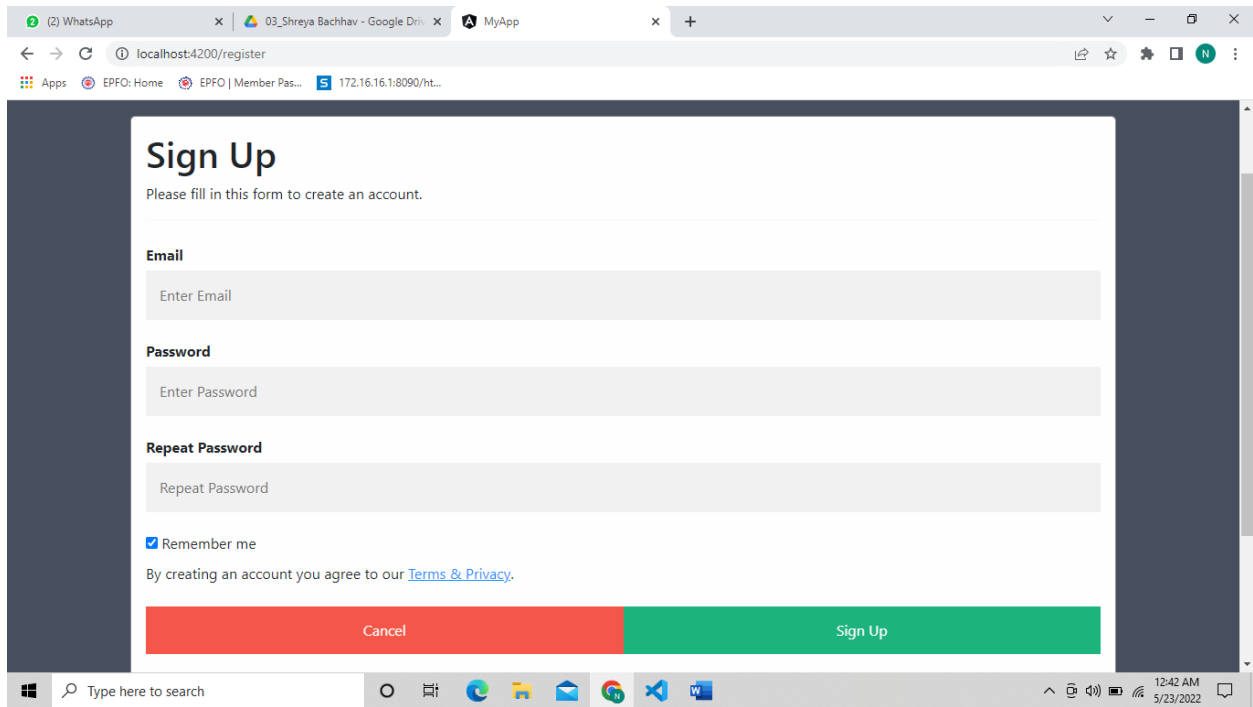 2 (2) WhatsApp 03_Shreya Bachhav - Google Driv MyApp
localhost:4200/register N
Apps EPFO: Home EPFO | Member Pas... S 172.16.16.1:8090/ht...
Sign Up
Please fill in this form to create an account.
Email
Enter Email
Password
Enter Password
Repeat Password
Repeat Password
Remember me
By creating an account you agree to our Terms & Privacy.
Cancel Sign Up
Type here to search N W 12:42 AM
5/23/2022